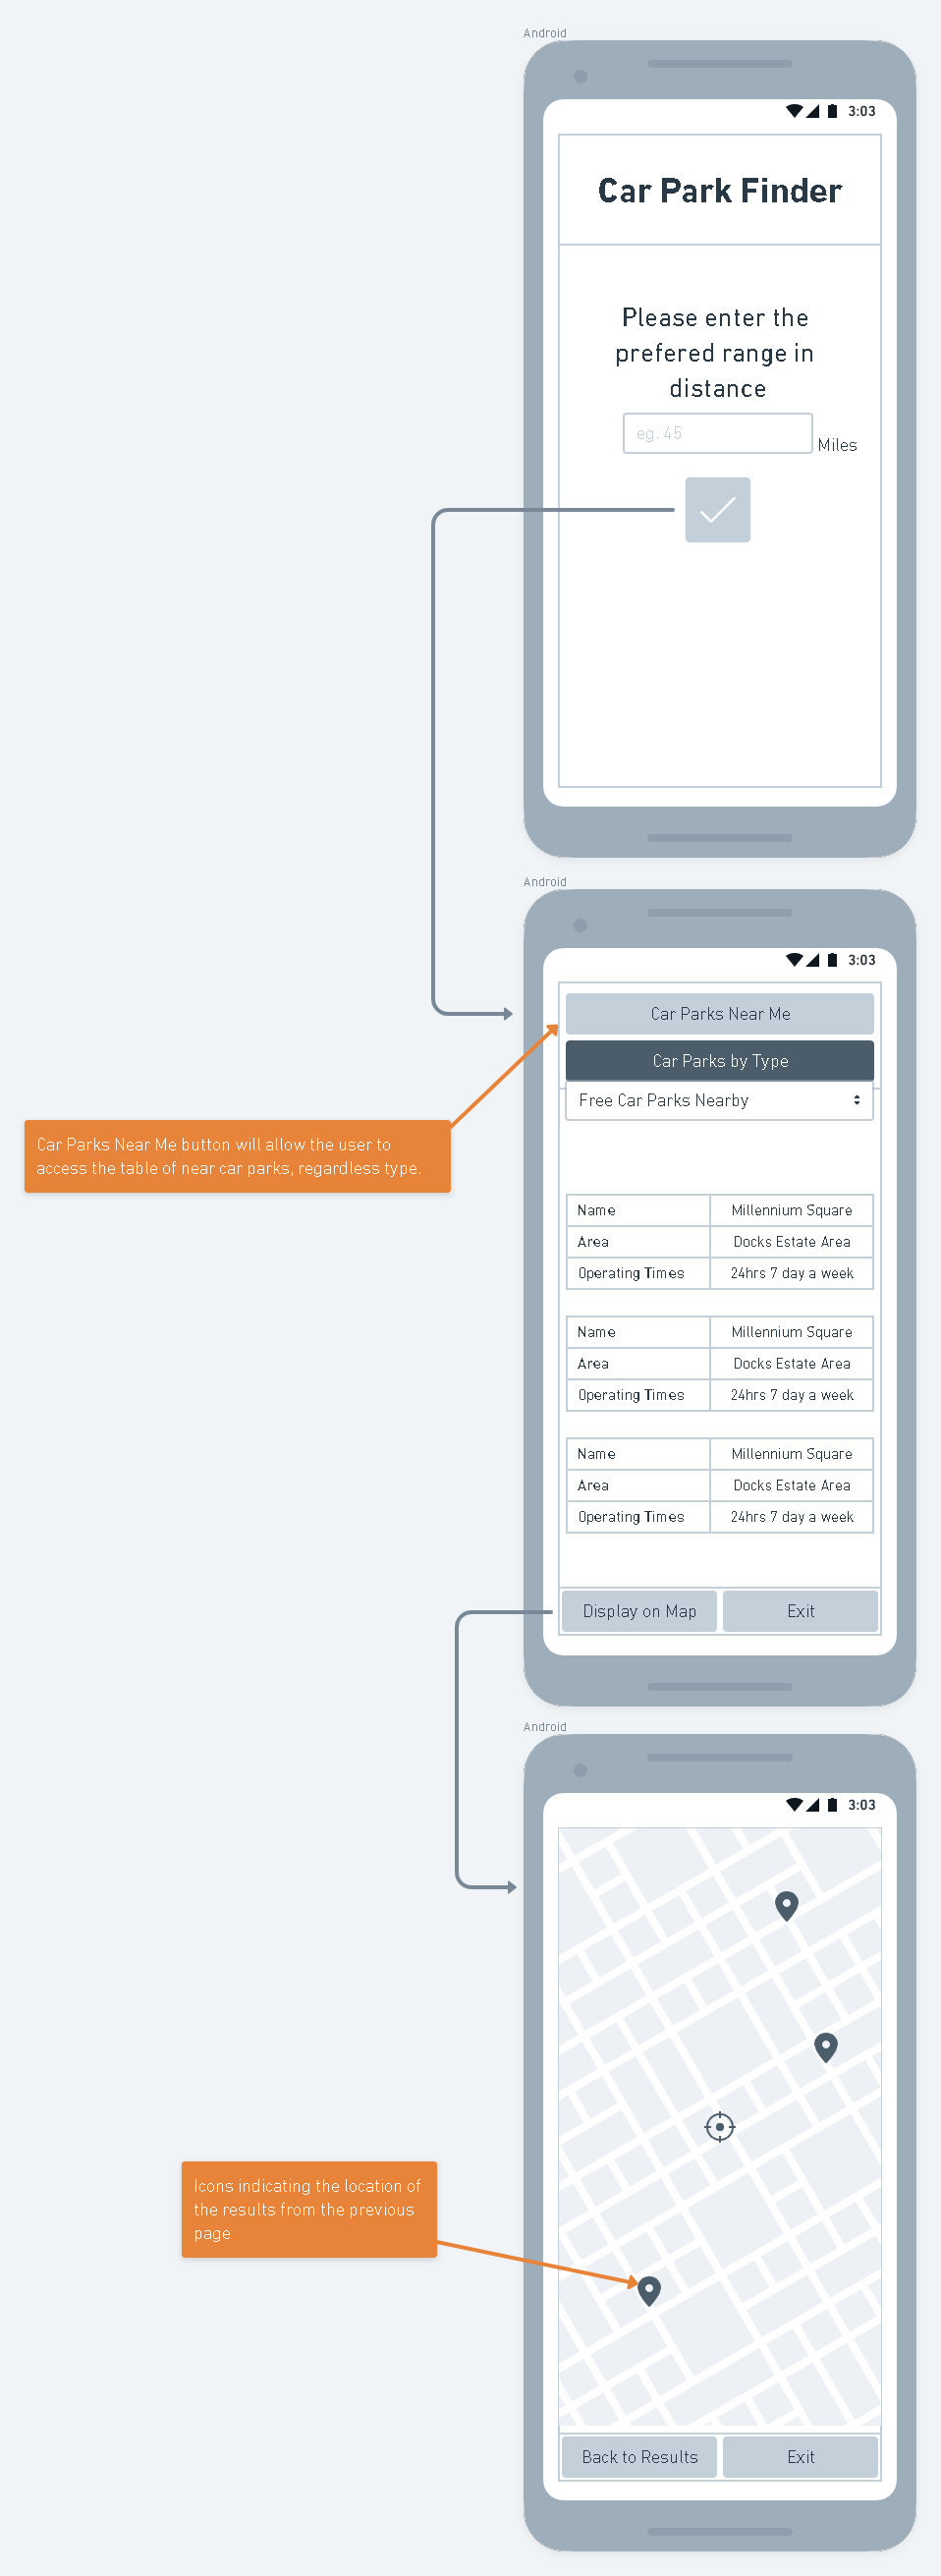 Android
3:03
Car Park Finder
Please enter the
prefered range in
distance
eg. 45
Miles
Android
3:03
Car Parks Near Me
Car Parks by Type
Free Car Parks Nearby
Car Parks Near Me button will allow the user to
access the table of near car parks, regardless type.
Name Millennium Square
Area Docks Estate Area
Operating Times 24hrs 7 day a week
Name Millennium Square
Area Docks Estate Area
Operating Times 24hrs 7 day a week
Name Millennium Square
Area Docks Estate Area
Operating Times 24hrs 7 day a week
Display on Map Exit
Android
3:03
Icons indicating the location of
the results from the previous
page
Back to Results Exit